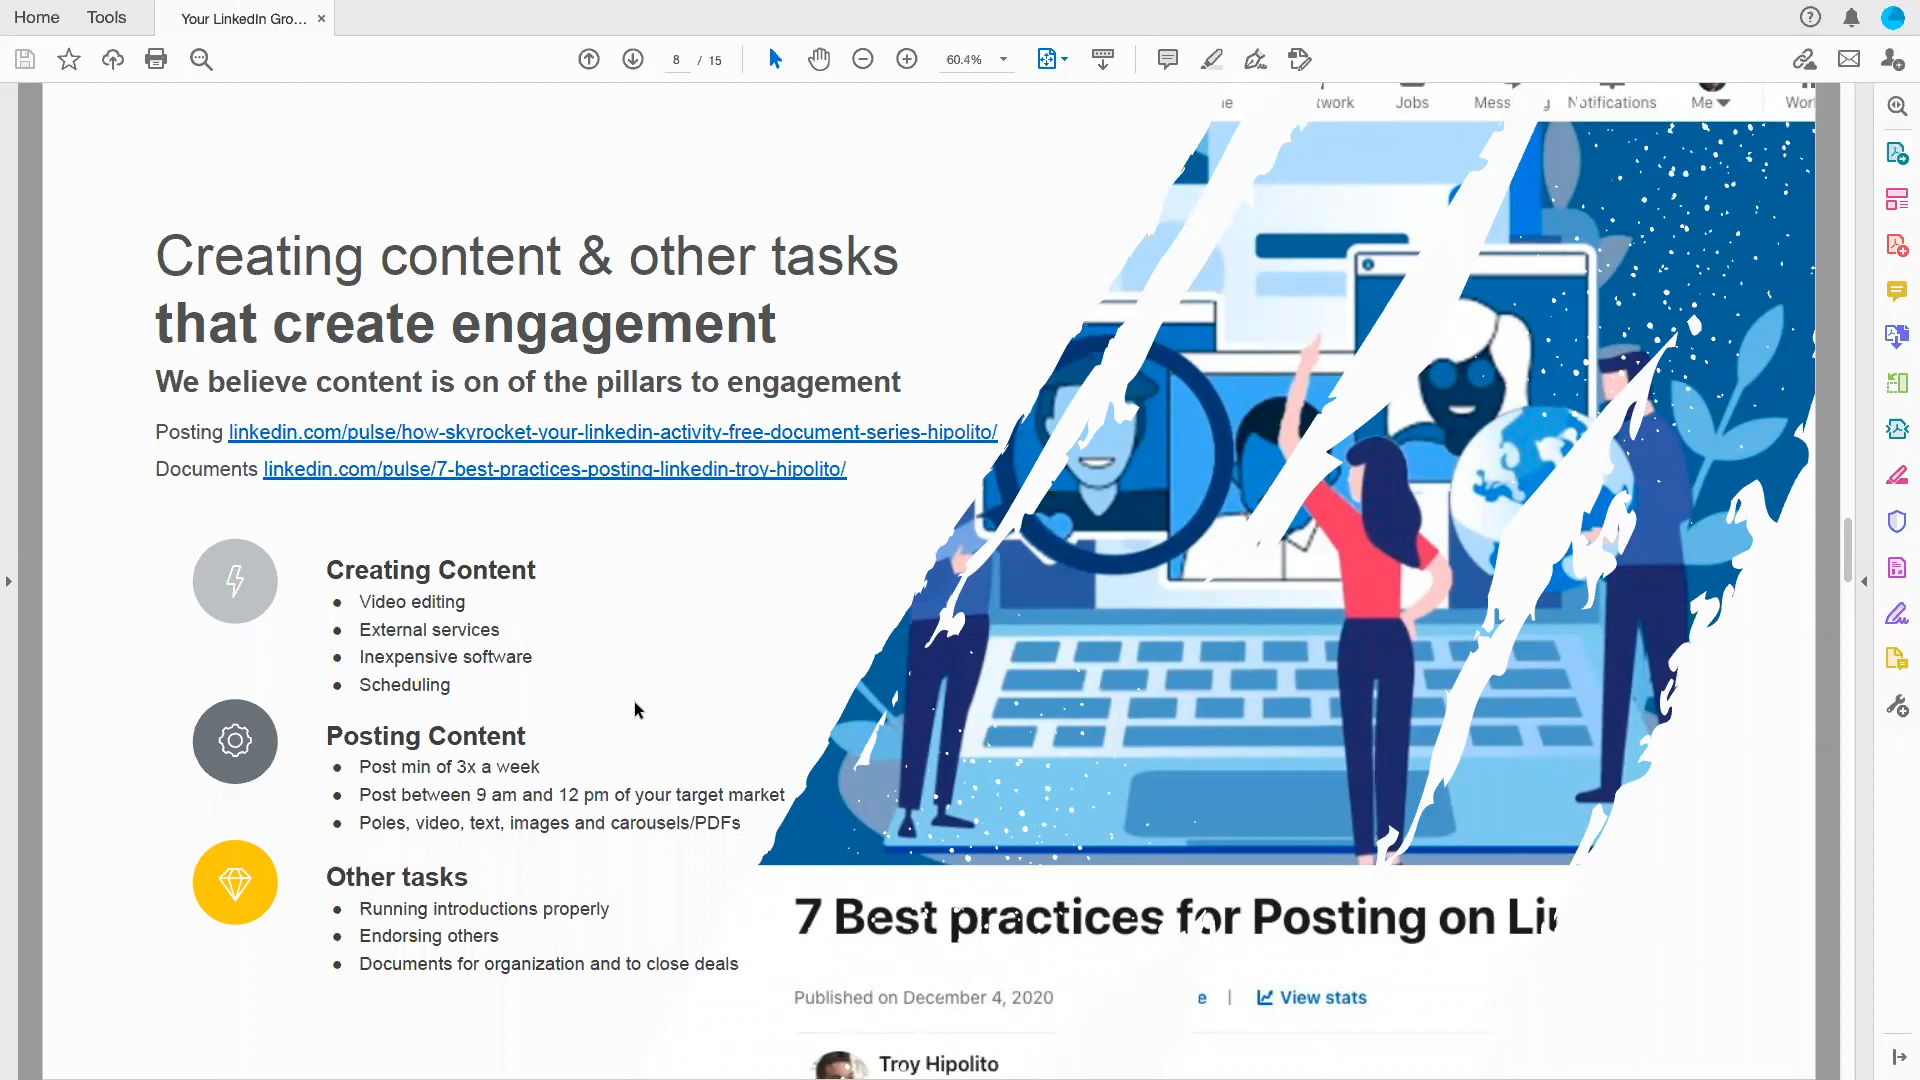 Home Tools Your LinkedIn Gro... ×
8 / 15 60.4%
Jobs Notifications Me
Creating content & other tasks
that create engagement
We believe content is on of the pillars to engagement
Posting linkedin.com/pulse/how-skyrocket-your-linkedin-activity-free-document-series-hipolito/
Documents linkedin.com/pulse/7-best-practices-posting-linkedin-troy-hipolito/
Creating Content
● Video editing
● External services
● Inexpensive software
● Scheduling
Posting Content
● Post min of 3x a week
● Post between 9 am and 12 pm of your target market
● Poles, video, text, images and carousels/PDFs
Other tasks
● Running introductions properly
● Endorsing others
● Documents for organization and to close deals
7 Best practices for Posting on
Published on December 4, 2020 | View stats
Troy Hipolito